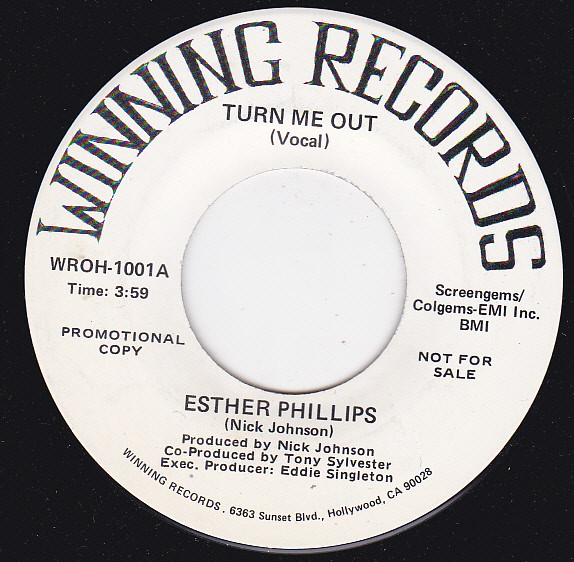 WINNING RECORDS
TURN ME OUT
(Vocal)
WROH-1001A
Time: 3:59
PROMOTIONAL
COPY
Screengems/
Colgems-EMI Inc.
BMI
NOT FOR
SALE
ESTHER PHILLIPS
(Nick Johnson)
Produced by Nick Johnson
Co-Produced by Tony Sylvester
Exec. Producer: Eddie Singleton
WINNING RECORDS . 6363 Sunset Blvd., Hollywood, CA 90028